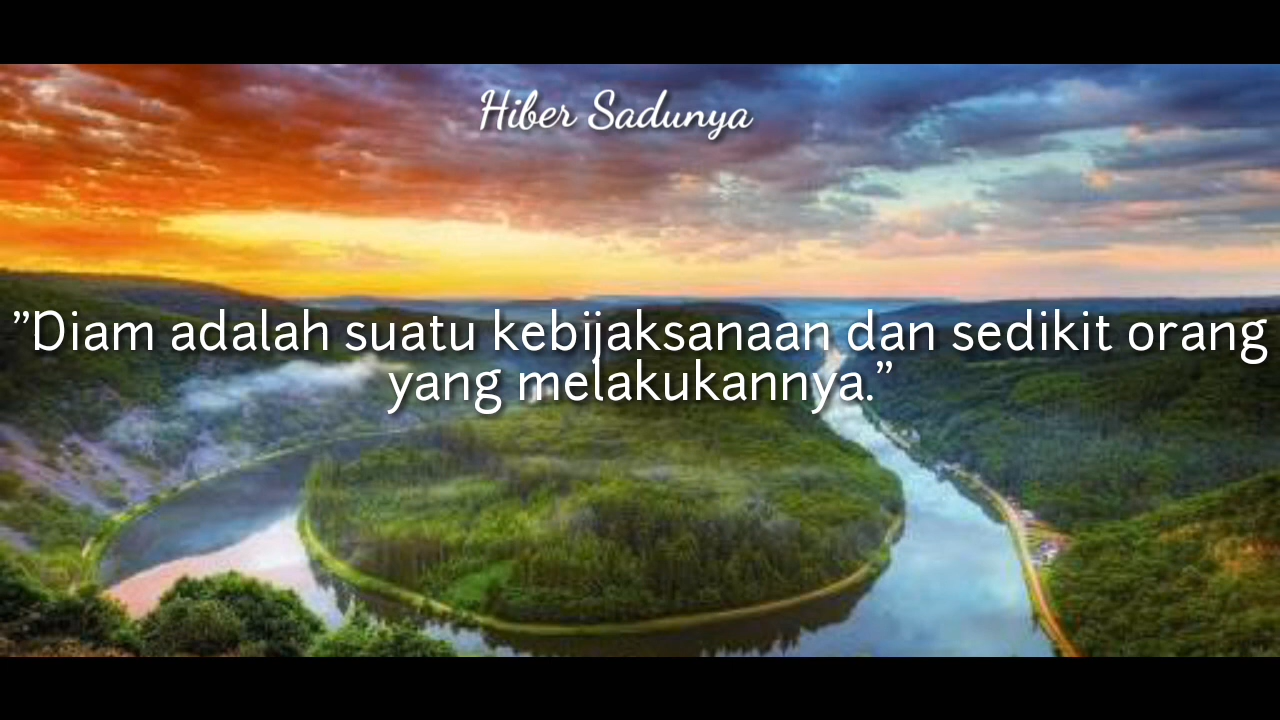 Hiber Sadunya
”Diam adalah suatu kebijaksanaan dan sedikit orang
yang melakukannya.”